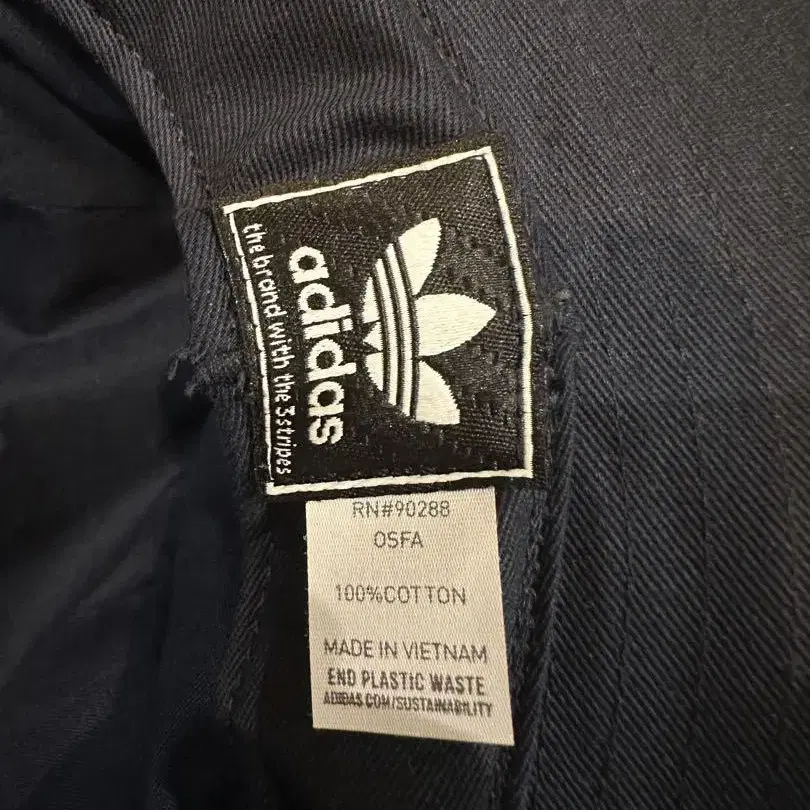 adidas
the brand with the 3 stripes
RN#90288
OSFA
100%COTTON
MADE IN VIETNAM
END PLASTIC WASTE
ADIDAS.COM/SUSTAINABILITY